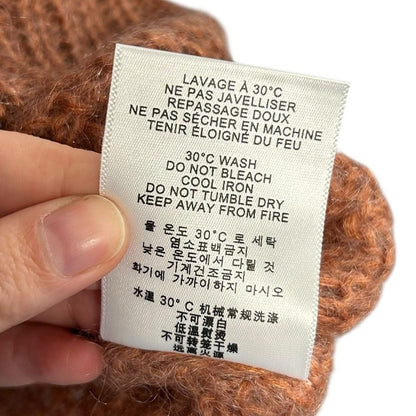 LAVAGE À 30°C
NE PAS JAVELLISER
REPASSAGE DOUX
NE PAS SÉCHER EN MACHINE
TENIR ÉLOIGNÉ DU FEU
30°C WASH
DO NOT BLEACH
COOL IRON
DO NOT TUMBLE DRY
KEEP AWAY FROM FIRE
물 온도 30°C 로 세탁
염소표백금지
낮은 온도에서 다릴 것
기계건조금지
화기에 가까이하지 마시오
水温 30°C 机械常规洗涤
不可漂白
低温熨烫
不可转笼干燥
远离火源